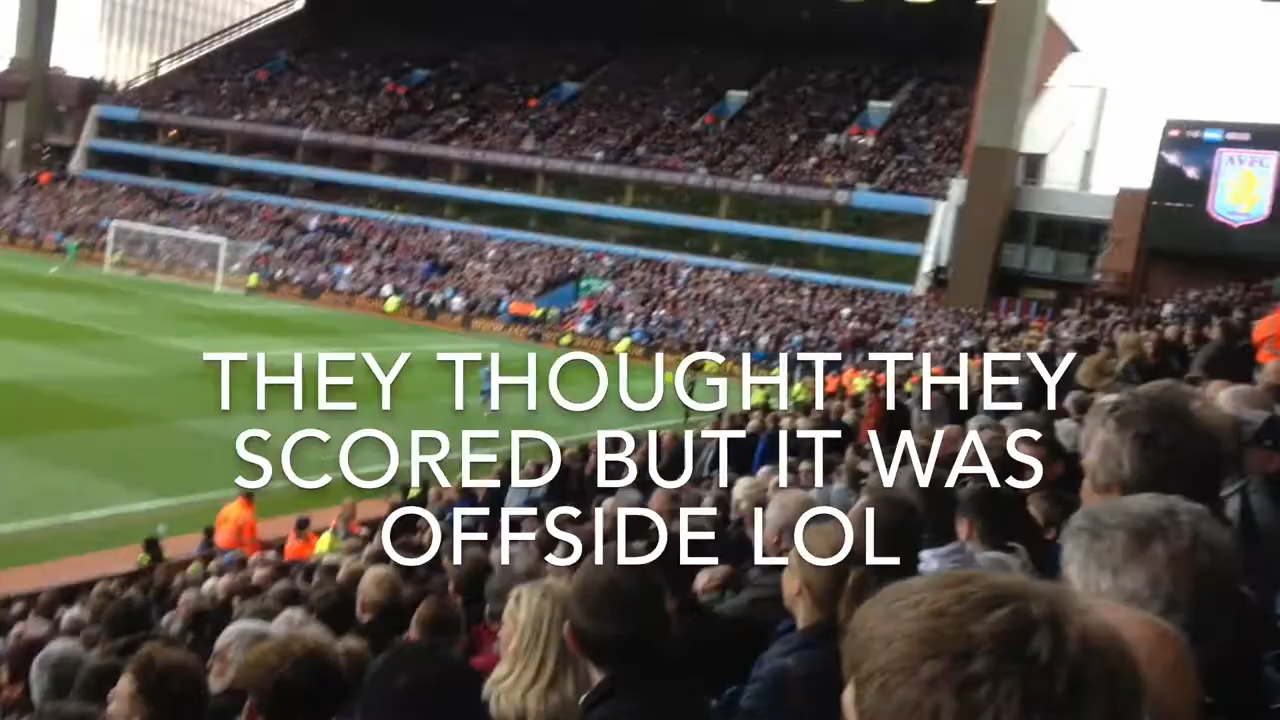 AVFC
THEY THOUGHT THEY
SCORED BUT IT WAS
OFFSIDE LOL